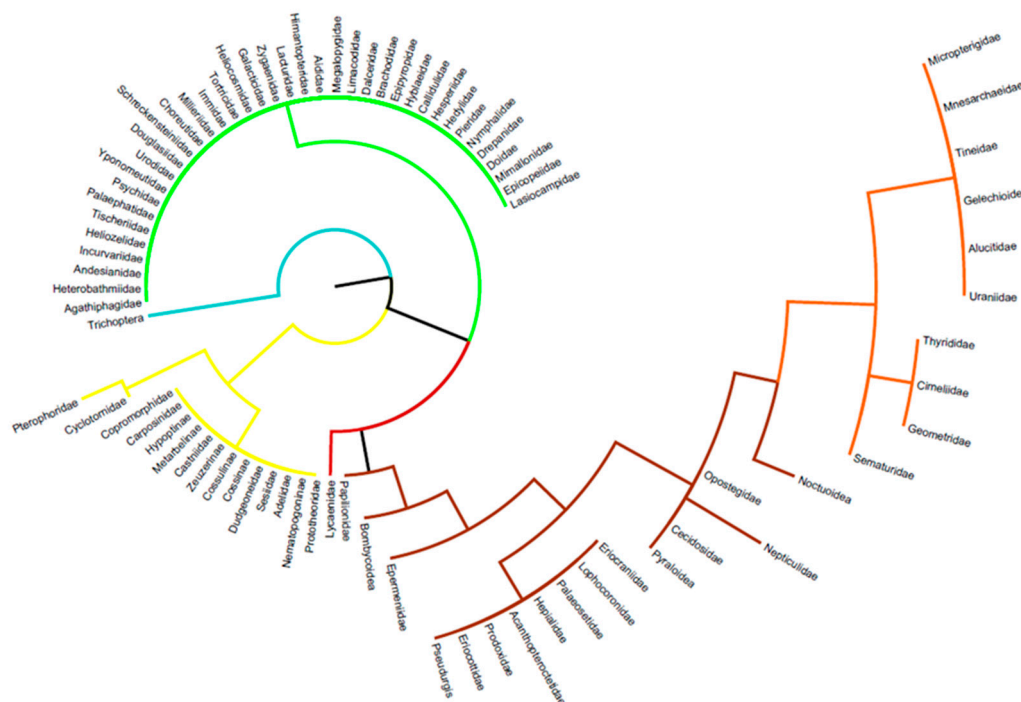 Trichoptera
Agathiphagidae
Heterobathmiidae
Andesianidae
Incurvariidae
Heliozelidae
Tischeriidae
Palaephatidae
Psychidae
Yponomeutidae
Urodidae
Douglasiidae
Schreckensteiniidae
Choreutidae
Millieriidae
Immidae
Tortricidae
Heliocosmidae
Galacticidae
Zygaenidae
Lacturidae
Himantopteridae
Aididae
Megalopygidae
Limacodidae
Dalceridae
Brachodidae
Epipyropidae
Hyblaeidae
Callidulidae
Hesperiidae
Hedylidae
Pieridae
Nymphalidae
Drepanidae
Doidae
Mimallonidae
Epicopeiidae
Lasiocampidae
Micropterigidae
Mnesarchaeidae
Tineidae
Gelechioide
Alucitidae
Uraniidae
Thyrididae
Cimeliidae
Geometridae
Sematuridae
Noctuoidea
Opostegidae
Nepticulidae
Cecidosidae
Pyraloidea
Eriocraniidae
Lophocoronidae
Palaeosetidae
Hepialidae
Acanthopteroctetidae
Prodoxidae
Eriocottidae
Pseudurgis
Epermeniidae
Bombycoidea
Papilionidae
Lycaenidae
Prototheoridae
Nematopogoninae
Adelidae
Sesiidae
Dudgeoneidae
Cossinae
Cossulinae
Zeuzerinae
Castniidae
Metarbelinae
Hypoptinae
Carposinidae
Copromorphidae
Cyclotornidae
Pterophoridae